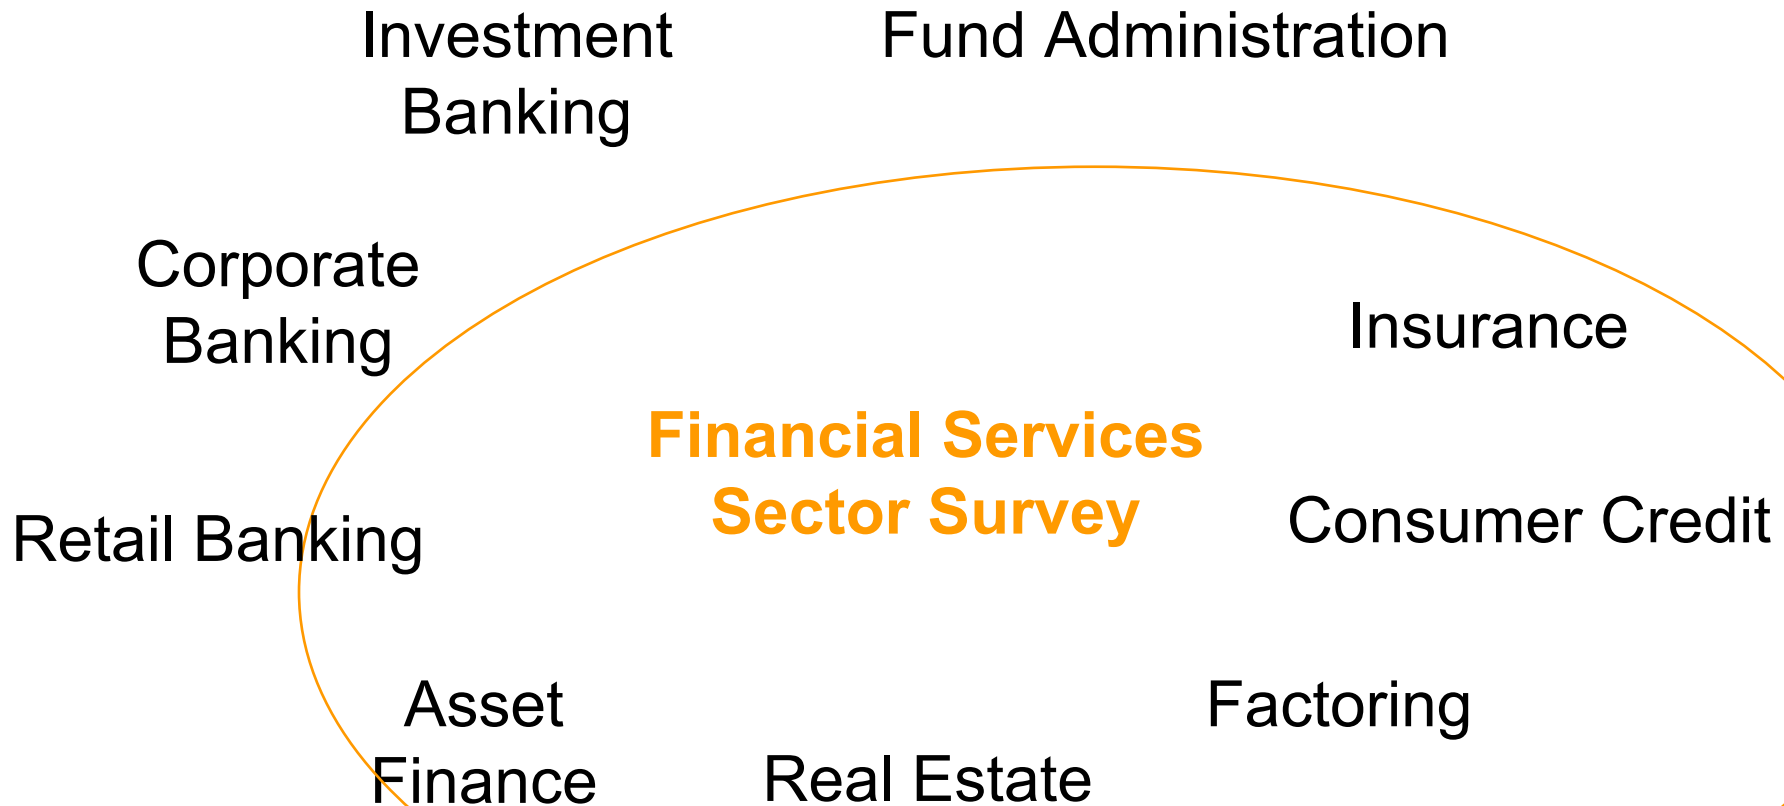 Investment
Banking
Fund Administration
Corporate
Banking
Insurance
Financial Services
Sector Survey
Retail Banking
Consumer Credit
Asset
Finance
Factoring
Real Estate